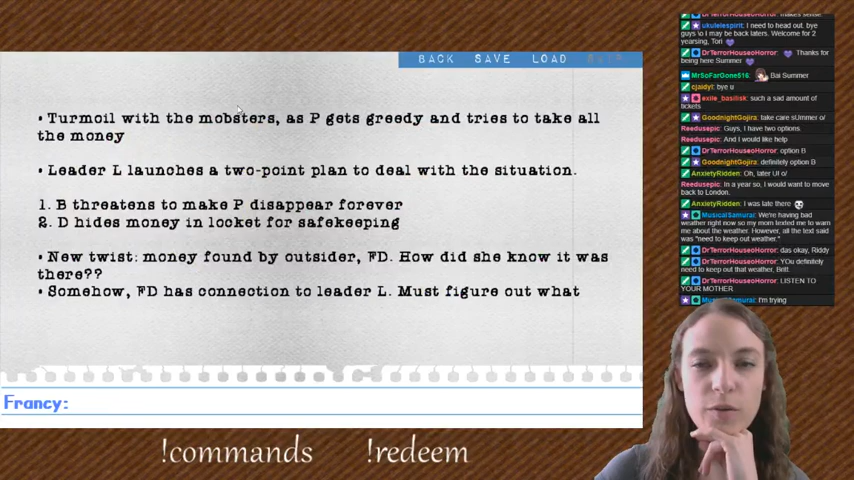 BACK SAVE LOAD
• Turmoil with the mobsters, as P gets greedy and tries to take all
the money
• Leader L launches a two-point plan to deal with the situation.
1. B threatens to make P disappear forever
2. D hides money in locket for safekeeping
• New twist: money found by outsider, FD. How did she know it was
there??
• Somehow, FD has connection to leader L. Must figure out what
Francy:
!commands !redeem
DrTerrorHouseoHorror: makes sense.
ukulelespirit: I need to head out. bye
guys \o I may be back laters. Welcome for 2
yearsing, Tori
DrTerrorHouseoHorror: Thanks for
being here Summer
MrSoFarGone516: Bai Summer
cjaidyl: bye u
exile_basilisk: such a sad amount of
tickets
GoodnightGojira: take care sUmmer o/
Reedusepic: Guys, I have two options.
Reedusepic: And I would like help
DrTerrorHouseoHorror: option B
GoodnightGojira: definitely option B
AnxietyRidden: Oh, later UI o/
Reedusepic: In a year so, I would want to move
back to London.
AnxietyRidden: I was late there
MusicalSamurai: We're having bad
weather right now so my mom texted me to warn
me about the weather. However, all the text said
was "need to keep out weather."
DrTerrorHouseoHorror: das okay, Riddy
DrTerrorHouseoHorror: YOu definitely
need to keep out that weather, Britt.
DrTerrorHouseoHorror: LISTEN TO
YOUR MOTHER.
MusicalSamurai: I'm trying